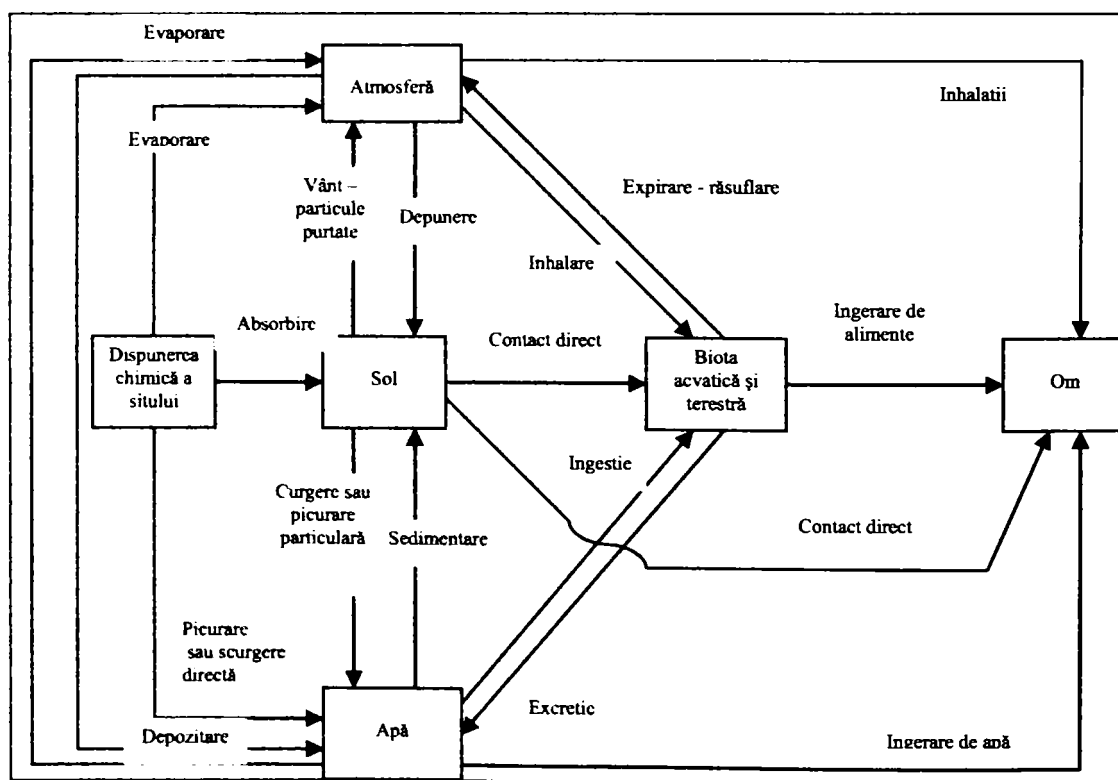 Evaporare
Atmosferă
Inhalatii
Evaporare
Vânt –
particule
purtate
Depunere
Expirare - răsuflare
Inhalare
Absorbire
Contact direct
Ingerare de
alimente
Dispunerea
chimică a
sitului
Sol
Biota
acvatică şi
terestră
Om
Ingestie
Curgere sau
picurare
particulară
Sedimentare
Contact direct
Picurare
sau scurgere
directă
Excretie
Apă
Depozitare
Ingerare de apă